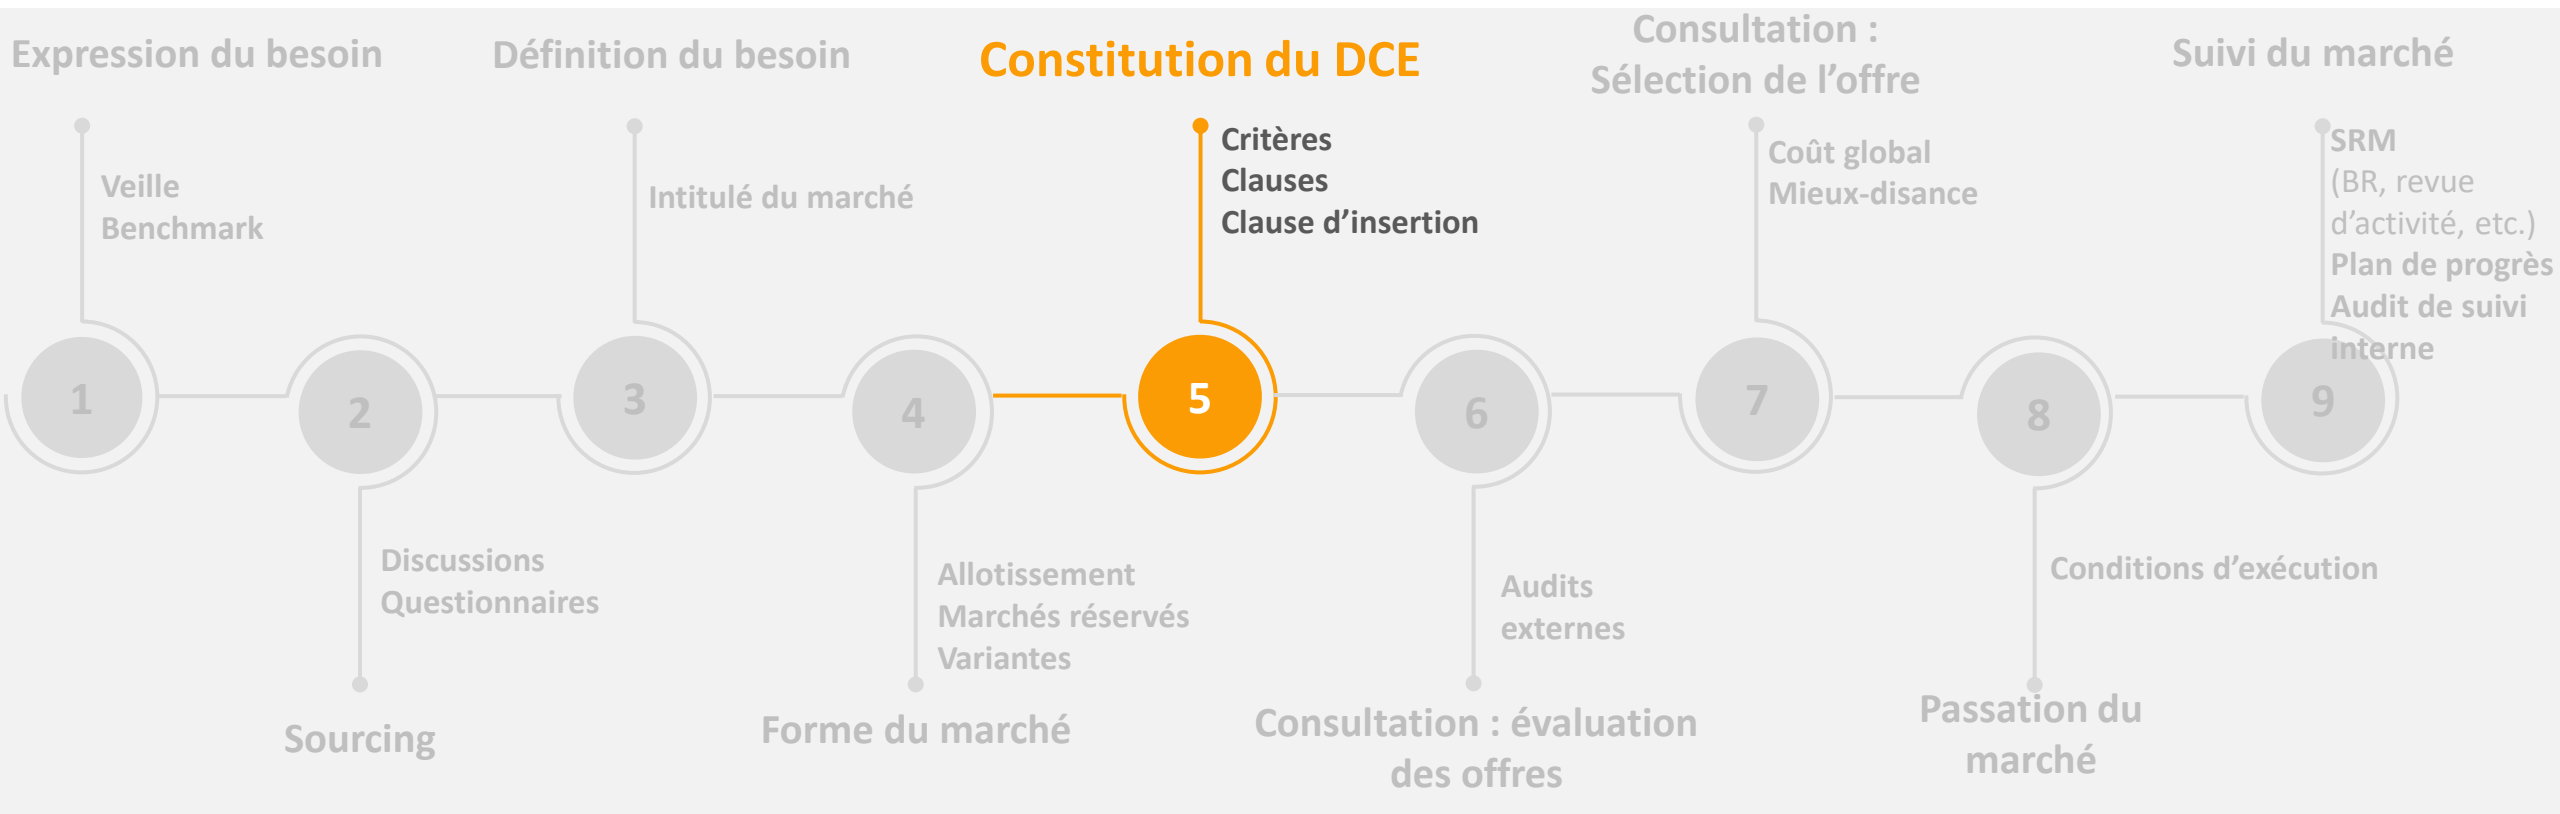 Expression du besoin
Veille
Benchmark
1
2
Discussions
Questionnaires
Sourcing
Définition du besoin
Intitulé du marché
3
4
Allotissement
Marchés réservés
Variantes
Forme du marché
Constitution du DCE
Critères
Clauses
Clause d’insertion
5
6
Audits
externes
Consultation : évaluation
des offres
Consultation :
Sélection de l’offre
Coût global
Mieux-disance
7
8
Conditions d’exécution
Passation du
marché
Suivi du marché
SRM
(BR, revue
d’activité, etc.)
Plan de progrès
Audit de suivi
interne
9